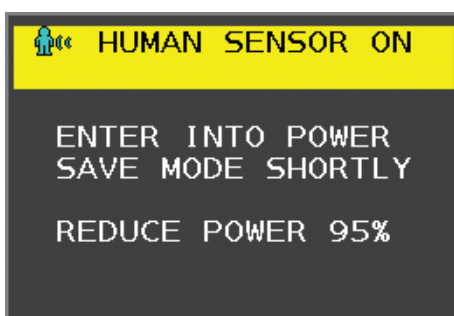 HUMAN SENSOR ON
ENTER INTO POWER
SAVE MODE SHORTLY
REDUCE POWER 95%